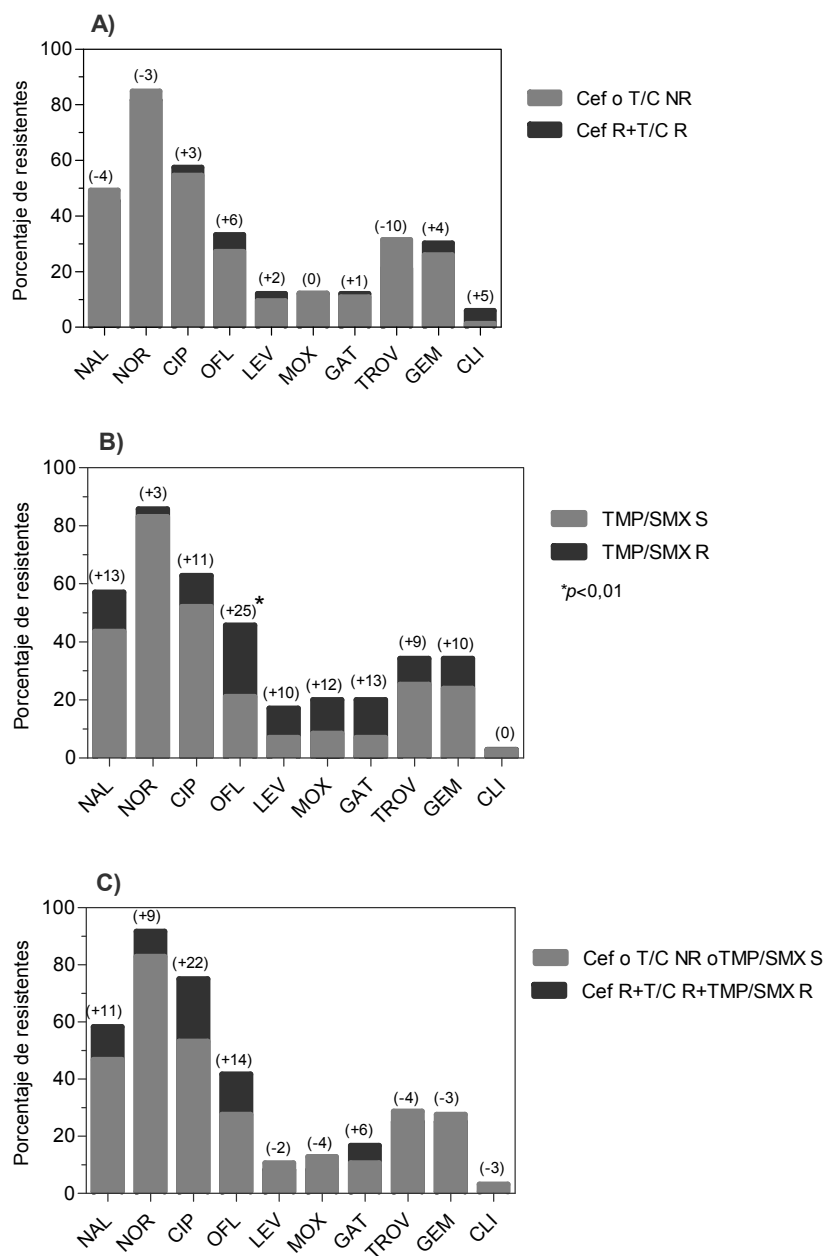 A)
Porcentaje de resistentes
100
80
60
40
20
0
(-4)
(-3)
(+3)
(+6)
(+2)
(0)
(+1)
(-10)
(+4)
(+5)
NAL
NOR
CIP
OFL
LEV
MOX
GAT
TROV
GEM
CLI
Cef o T/C NR
Cef R+T/C R
B)
Porcentaje de resistentes
100
80
60
40
20
0
(+13)
(+3)
(+11)
(+25)*
(+10)
(+12)
(+13)
(+9)
(+10)
(0)
NAL
NOR
CIP
OFL
LEV
MOX
GAT
TROV
GEM
CLI
TMP/SMX S
TMP/SMX R
*p<0,01
C)
Porcentaje de resistentes
100
80
60
40
20
0
(+11)
(+9)
(+22)
(+14)
(-2)
(-4)
(+6)
(-4)
(-3)
(-3)
NAL
NOR
CIP
OFL
LEV
MOX
GAT
TROV
GEM
CLI
Cef o T/C NR oTMP/SMX S
Cef R+T/C R+TMP/SMX R